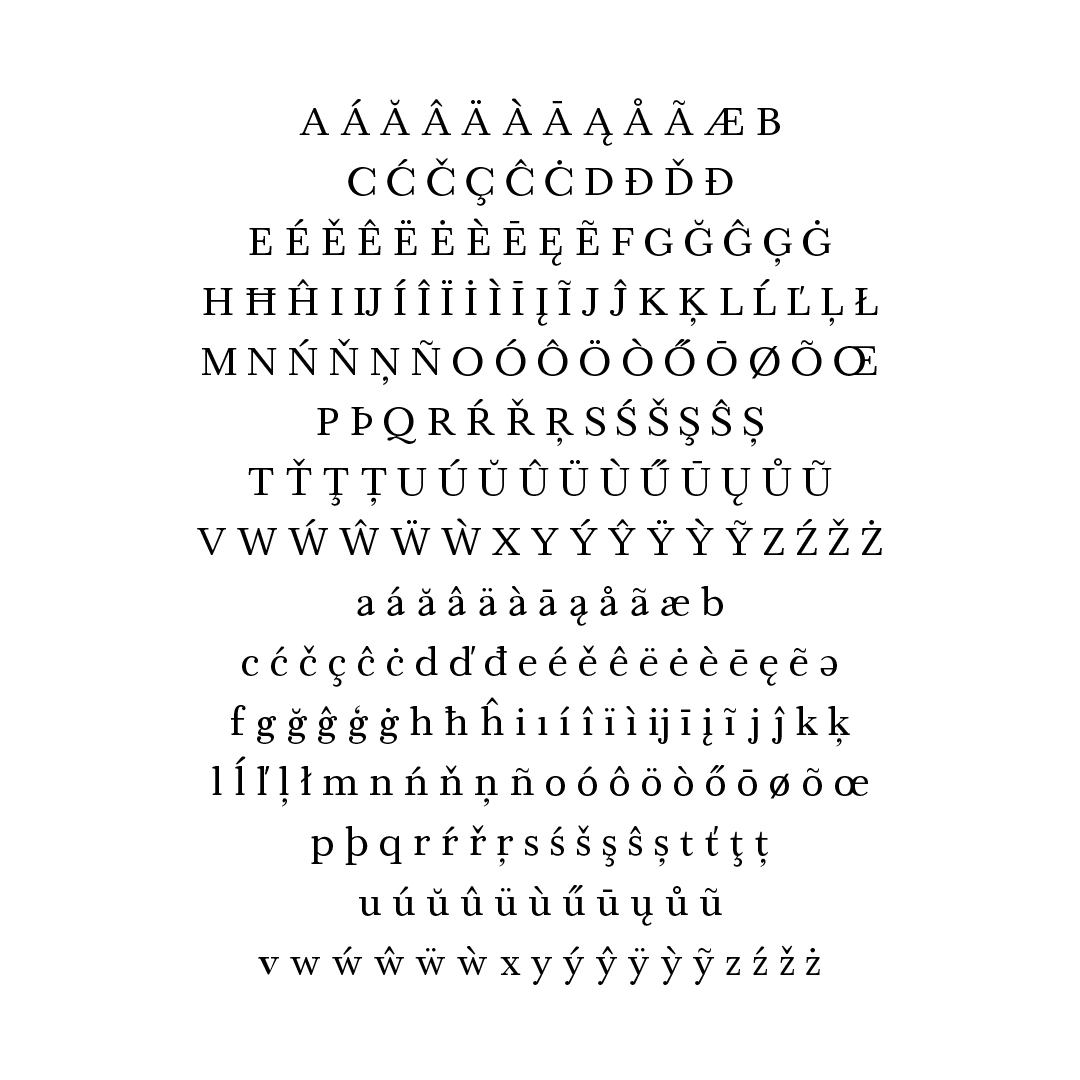 A Á Ă Â Ä À Ā Ą Å Ã Æ B
C Ć Č Ç Ĉ Ċ D Đ Ď Ð
E É Ě Ê Ë Ė È Ē Ę Ẽ F G Ğ Ĝ Ģ Ġ
H Ħ Ĥ I IJ Í Î Ï İ Ì Ī Į Ĩ J Ĵ K Ķ L Ĺ Ľ Ļ Ł
M N Ń Ň Ņ Ñ O Ó Ô Ö Ò Ő Ō Ø Õ Œ
P Þ Q R Ŕ Ř Ŗ S Ś Š Ş Ŝ Ș
T Ť Ţ Ț U Ú Ŭ Û Ü Ù Ű Ū Ų Ů Ũ
V W Ẃ Ŵ Ẅ Ẁ X Y Ý Ŷ Ÿ Ỳ Ỹ Z Ź Ž Ż
a á ă â ä à ā ą å ã æ b
c ć č ç ĉ ċ d ď đ e é ě ê ë ė è ē ę ẽ ə
f g ğ ĝ ģ ġ h ħ ĥ i ı í î ï ì ij ī į ĩ j ĵ k ķ
l ĺ ľ ļ ł m n ń ň ņ ñ o ó ô ö ò ő ō ø õ œ
p þ q r ŕ ř ŗ s ś š ş ŝ ș t ť ţ ț
u ú ŭ û ü ù ű ū ų ů ũ
v w ẃ ŵ ẅ ẁ x y ý ŷ ÿ ỳ ỹ z ź ž ż